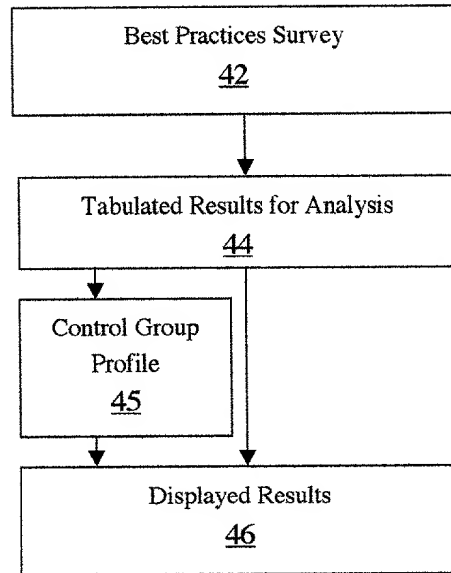 Best Practices Survey
42
Tabulated Results for Analysis
44
Control Group
Profile
45
Displayed Results
46